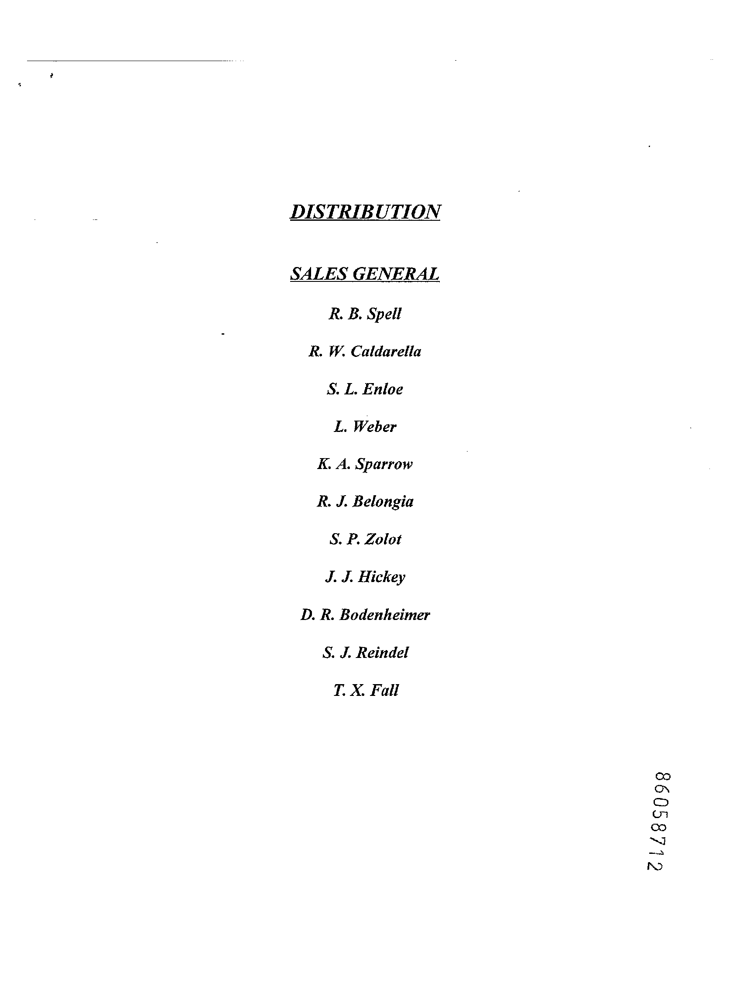 DISTRIBUTION
SALES GENERAL
R. B. Spell
R. W. Caldarella
S. L. Enloe
L. Weber
K. A. Sparrow
R. J. Belongia
S. P. Zolot
J. J. Hickey
D. R. Bodenheimer
S. J. Reindel
T. X. Fall
86058712